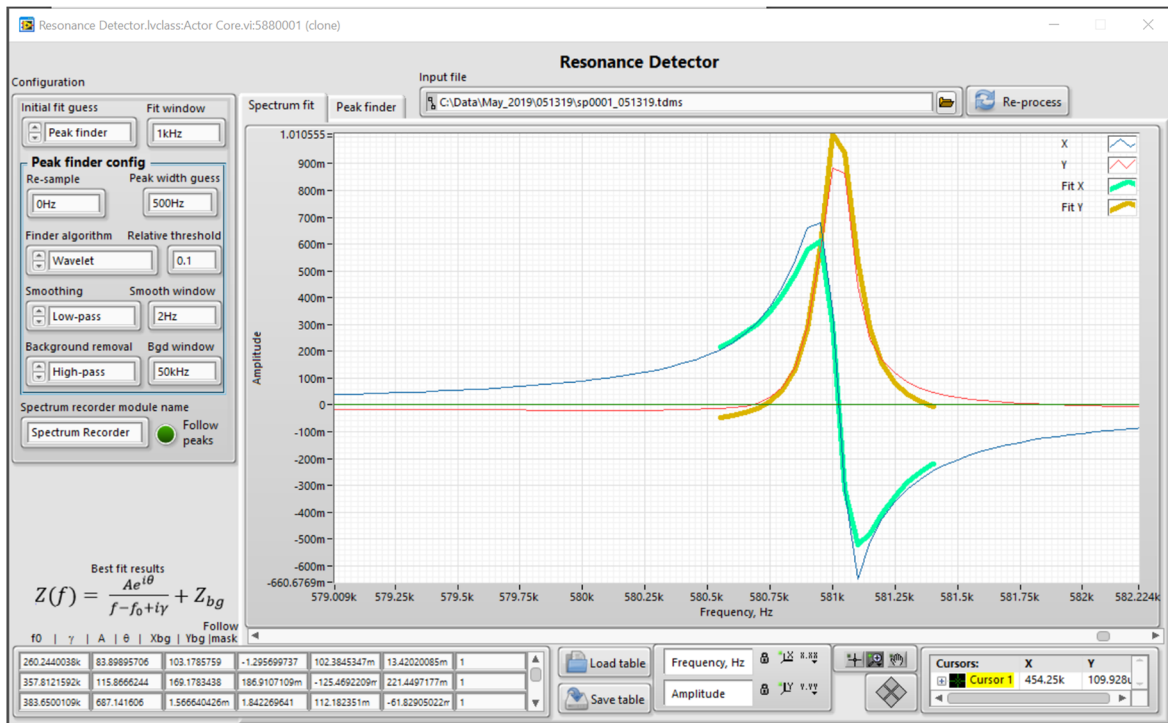 Resonance Detector.lvclass:Actor Core.vi:5880001 (clone)
Resonance Detector
Configuration
Input file
C:\Data\May_2019\051319\sp0001_051319.tdms
Re-process
Initial fit guess
Fit window
Peak finder
1kHz
Peak finder config
Re-sample
Peak width guess
0Hz
500Hz
Finder algorithm
Relative threshold
Wavelet
0.1
Smoothing
Smooth window
Low-pass
2Hz
Background removal
Bgd window
High-pass
50kHz
Spectrum recorder module name
Spectrum Recorder
Follow
peaks
Spectrum fit
Peak finder
X
Y
Fit X
Fit Y
Amplitude
1.010555
900m
800m
700m
600m
500m
400m
300m
200m
100m
0
-100m
-200m
-300m
-400m
-500m
-600m
-660.6769m
579.009k 579.25k 579.5k 579.75k 580k 580.25k 580.5k 580.75k 581k 581.25k 581.5k 581.75k 582k 582.224k
Frequency, Hz
Best fit results
Z(f) = Ae^{iθ} / (f−f₀+iγ) + Z_{bg}
Follow
f0 | γ | A | θ | Xbg | Ybg |mask
260.2440038k 83.89895706 103.1785759 -1.295699737 102.3845347m 13.42020085m 1
357.8121592k 115.8666244 169.1783438 186.9107109m -125.4692209m 221.4497177m 1
383.6500109k 687.141606 1.566640426m 1.842269641 112.182351m -61.82905022m 1
Load table
Save table
Frequency, Hz
Amplitude
X.XX
Y.YY
Cursors: X Y
Cursor 1 454.25k 109.928u